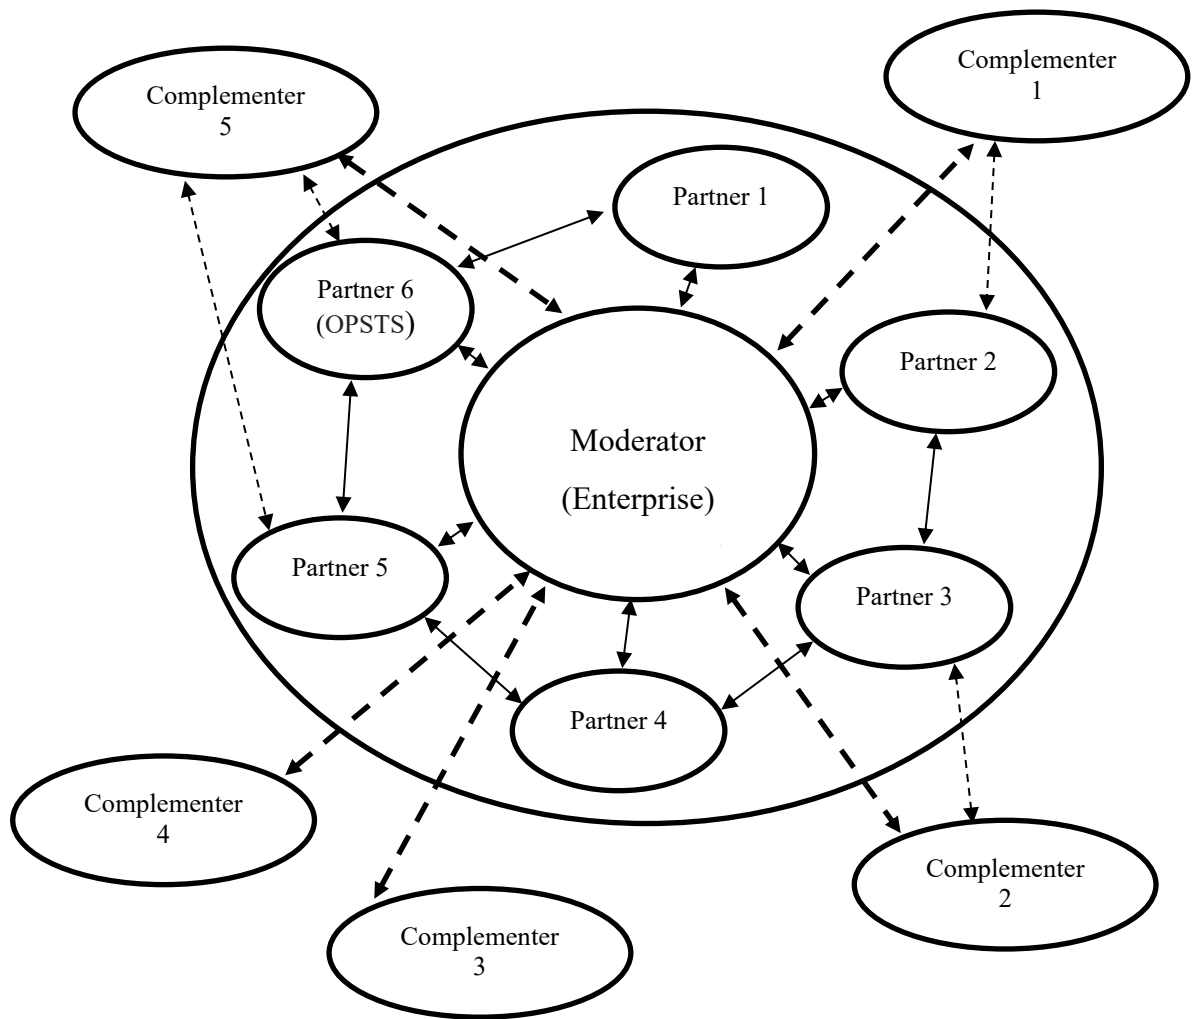 Complementer
1
Complementer
5
Partner 1
Partner 6
(OPSTS)
Partner 2
Moderator
(Enterprise)
Partner 5
Partner 3
Partner 4
Complementer
4
Complementer
2
Complementer
3